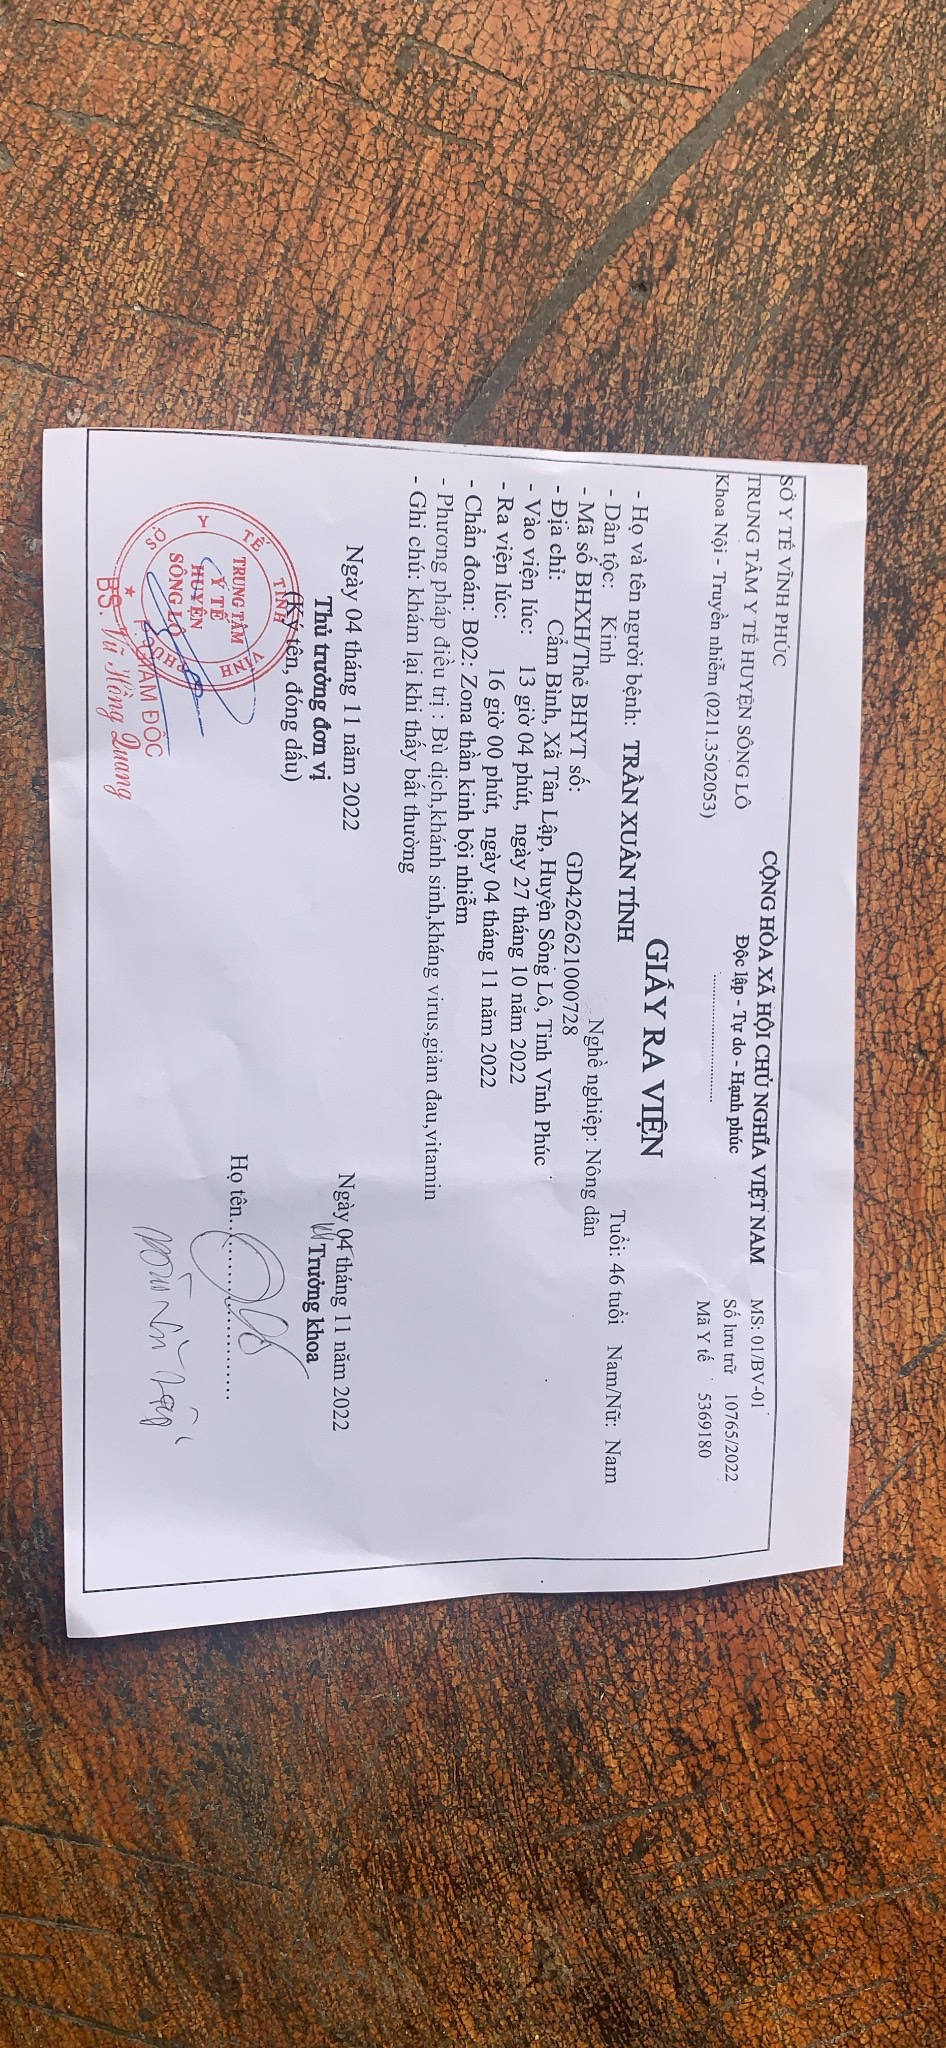 SỞ Y TẾ VĨNH PHÚC
TRUNG TÂM Y TẾ HUYỆN SÔNG LÔ
Khoa Nội - Truyền nhiễm (0211.3502053)
CỘNG HÒA XÃ HỘI CHỦ NGHĨA VIỆT NAM
Độc lập - Tự do - Hạnh phúc
MS: 01/BV-01
Số lưu trữ 10765/2022
Mã Y tế 5369180
GIẤY RA VIỆN
- Họ và tên người bệnh: TRẦN XUÂN TÍNH Tuổi: 46 tuổi Nam/Nữ: Nam
- Dân tộc: Kinh Nghề nghiệp: Nông dân
- Mã số BHXH/Thẻ BHYT số: GD4262621000728
- Địa chỉ: Cẩm Bình, Xã Tân Lập, Huyện Sông Lô, Tỉnh Vĩnh Phúc
- Vào viện lúc: 13 giờ 04 phút, ngày 27 tháng 10 năm 2022
- Ra viện lúc: 16 giờ 00 phút, ngày 04 tháng 11 năm 2022
- Chẩn đoán: B02: Zona thần kinh bội nhiễm
- Phương pháp điều trị : Bù dịch,khánh sinh,kháng virus,giảm đau,vitamin
- Ghi chú: khám lại khi thấy bất thường
Ngày 04 tháng 11 năm 2022
Thủ trưởng đơn vị
(Ký tên, đóng dấu)
SỞ Y TẾ TỈNH VĨNH PHÚC
TRUNG TÂM
Y TẾ
HUYỆN
SÔNG LÔ
P. GIÁM ĐỐC
BS. Vũ Hồng Quang
Ngày 04 tháng 11 năm 2022
Trưởng khoa
Họ tên